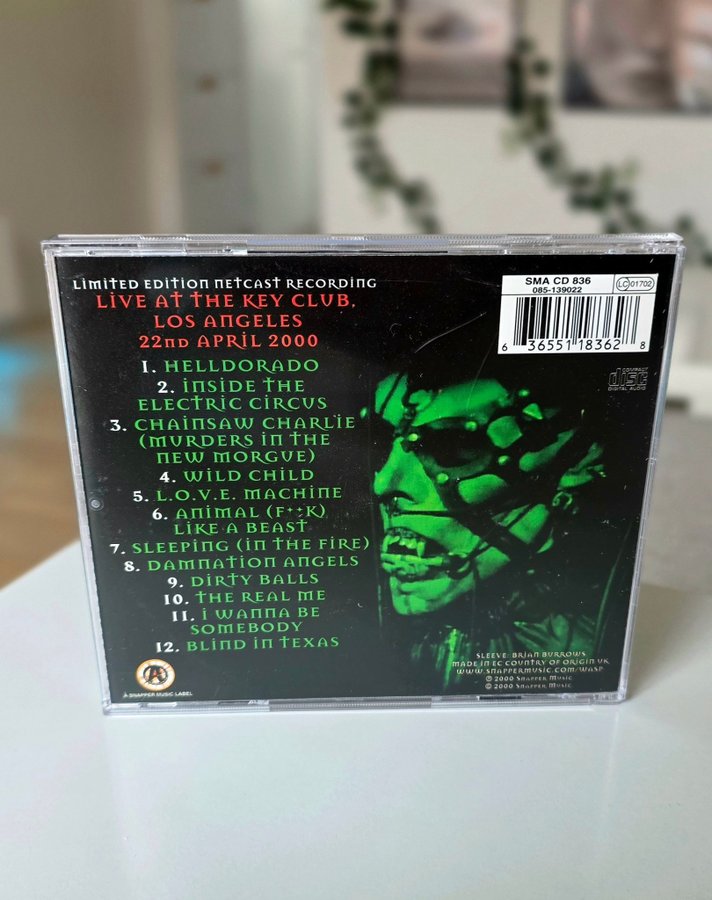 LIMITED EDITION NETCAST RECORDING
LIVE AT THE KEY CLUB,
LOS ANGELES
22ND APRIL 2000
1. HELLDORADO
2. INSIDE THE
ELECTRIC CIRCUS
3. CHAINSAW CHARLIE
(MURDERS IN THE
NEW MORGUE)
4. WILD CHILD
5. L.O.V.E. MACHINE
6. ANIMAL (F**K)
LIKE A BEAST
7. SLEEPING (IN THE FIRE)
8. DAMNATION ANGELS
9. DIRTY BALLS
10. THE REAL ME
11. I WANNA BE
SOMEBODY
12. BLIND IN TEXAS
A SNAPPER MUSIC LABEL
SMA CD 836
085-139022
LC 01702
6 36551 18362 8
COMPACT
disc
DIGITAL AUDIO
SLEEVE: BRIAN BURROWS
MADE IN EC COUNTRY OF ORIGIN UK
WWW.SNAPPERMUSIC.COM/WASP
℗ 2000 SNAPPER MUSIC
© 2000 SNAPPER MUSIC